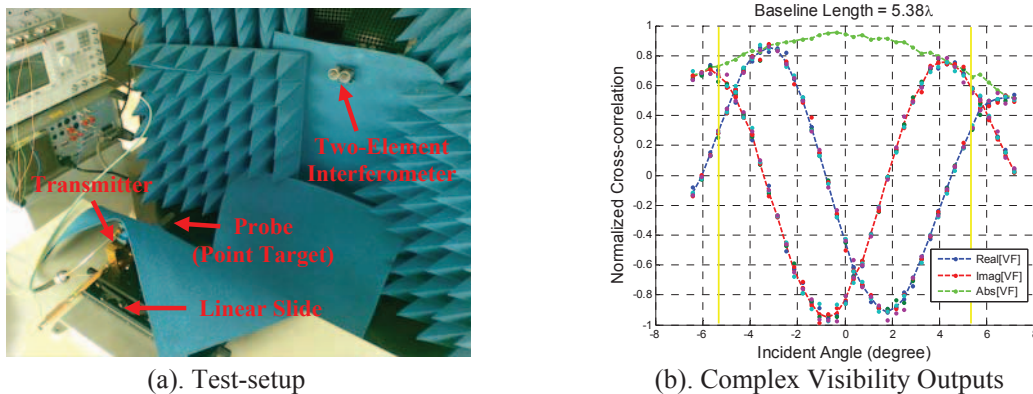 Transmitter
Two-Element
Interferometer
Probe
(Point Target)
Linear Slide
(a). Test-setup
Baseline Length = 5.38λ
Normalized Cross-correlation
1
0.8
0.6
0.4
0.2
0
-0.2
-0.4
-0.6
-0.8
-1
-8 -6 -4 -2 0 2 4 6 8
Incident Angle (degree)
Real[VF]
Imag[VF]
Abs[VF]
(b). Complex Visibility Outputs